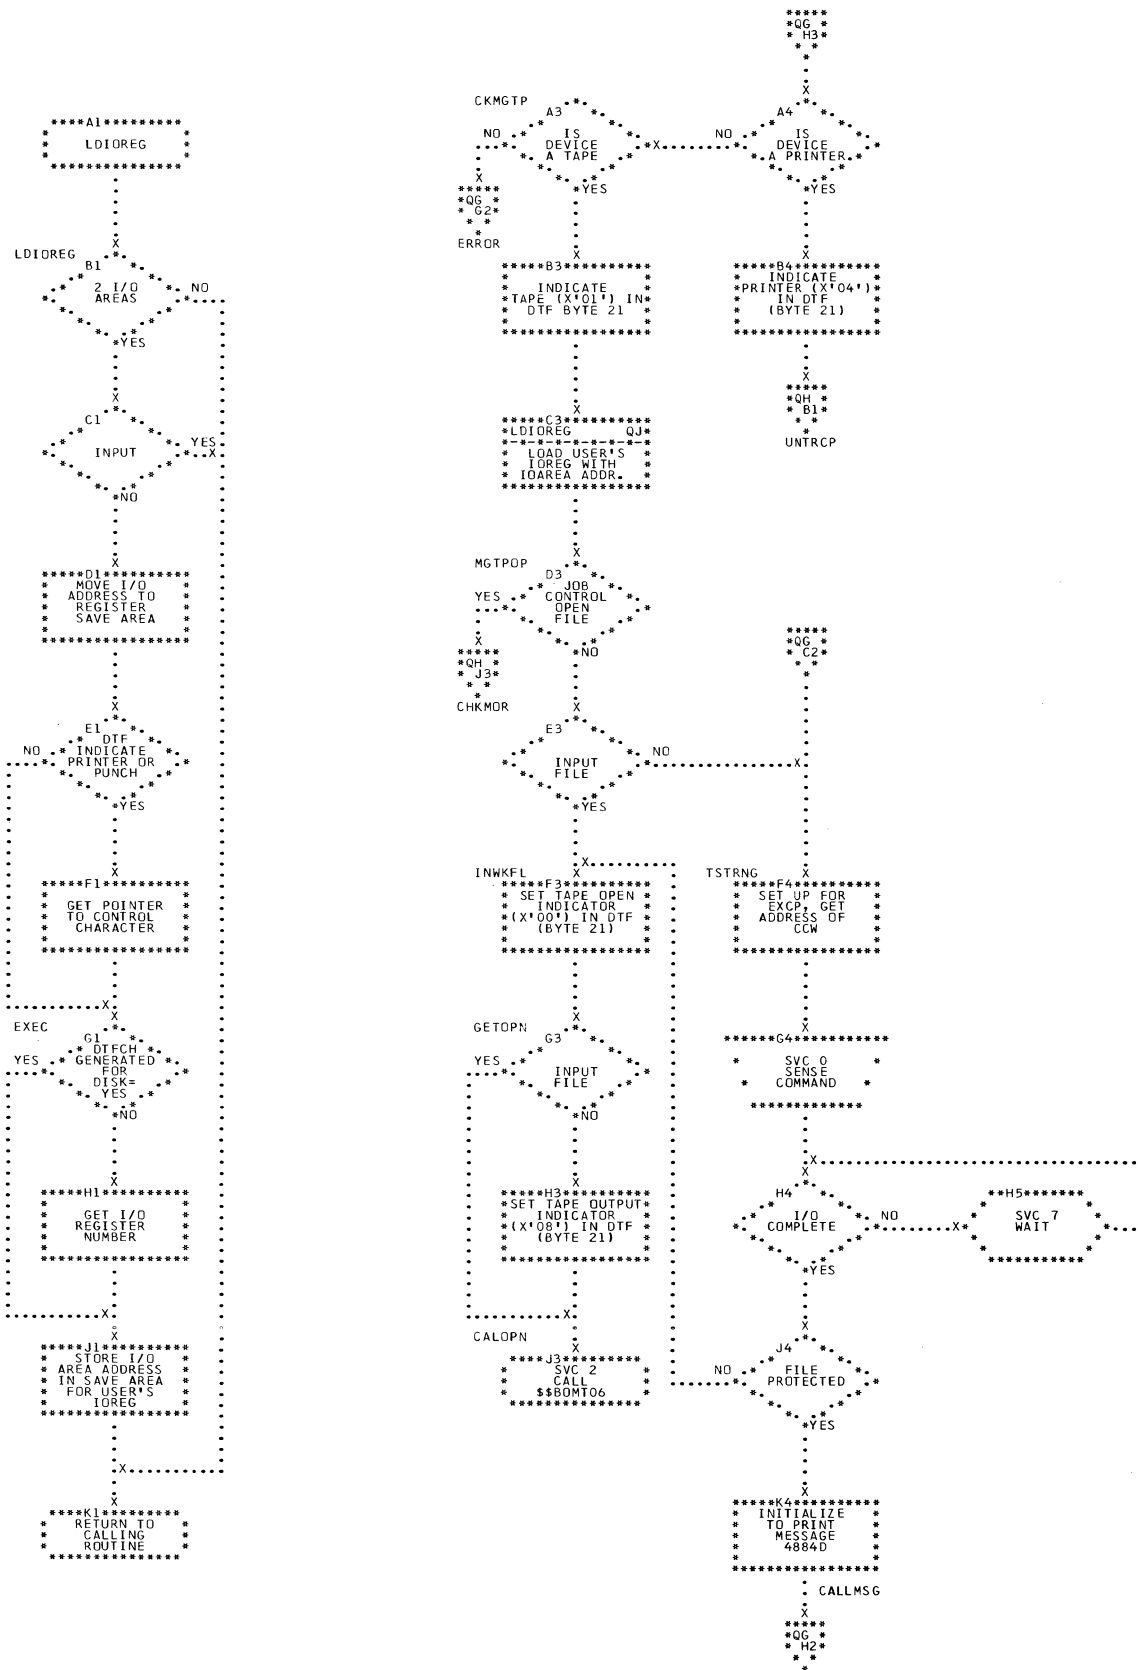 QG
H3
A1
LDIOREG
CKMGTP
A3
NO
IS
DEVICE
A TAPE
YES
A4
NO
IS
DEVICE
A PRINTER
YES
QG
G2
ERROR
LDIOREG
B1
2 I/O
AREAS
NO
YES
B3
INDICATE
TAPE (X'01') IN
DTF BYTE 21
B4
INDICATE
PRINTER (X'04')
IN DTF
(BYTE 21)
QH
B1
UNTRCP
C1
INPUT
YES
NO
C3
LDIOREG QJ
LOAD USER'S
IOREG WITH
IOAREA ADDR.
D1
MOVE I/O
ADDRESS TO
REGISTER
SAVE AREA
MGTPOP
D3
YES
JOB
CONTROL
OPEN
FILE
NO
QH
J3
CHKMOR
QG
C2
E1
NO
DTF
INDICATE
PRINTER OR
PUNCH
YES
E3
INPUT
FILE
NO
YES
F1
GET POINTER
TO CONTROL
CHARACTER
INWKFL
F3
SET TAPE OPEN
INDICATOR
(X'00') IN DTF
(BYTE 21)
TSTRNG
F4
SET UP FOR
EXCP, GET
ADDRESS OF
CCW
EXEC
G1
YES
DTFCH
GENERATED
FOR
DISK=
YES
NO
GETOPN
G3
YES
INPUT
FILE
NO
G4
SVC 0
SENSE
COMMAND
H1
GET I/O
REGISTER
NUMBER
H3
SET TAPE OUTPUT
INDICATOR
(X'08') IN DTF
(BYTE 21)
H4
I/O
COMPLETE
NO
YES
H5
SVC 7
WAIT
J1
STORE I/O
AREA ADDRESS
IN SAVE AREA
FOR USER'S
IOREG
CALOPN
J3
SVC 2
CALL
$$BOMT06
J4
NO
FILE
PROTECTED
YES
K1
RETURN TO
CALLING
ROUTINE
K4
INITIALIZE
TO PRINT
MESSAGE
4884D
CALLMSG
QG
H2